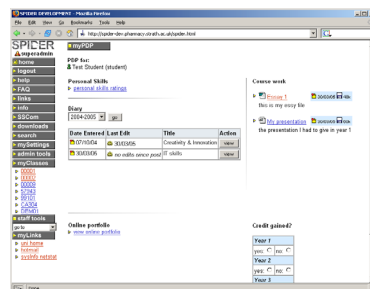 SPIDER DEVELOPMENT - Mozilla Firefox
File Edit View Go Bookmarks Tools Help
http://spider-dev.pharmacy.strath.ac.uk/spider.html
SPIDER
superadmin
home
logout
help
FAQ
links
info
SSCom
downloads
search
mySettings
admin tools
myClasses
00001
00002
00009
57343
99101
CA304
DEMO1
staff tools
go to
myLinks
uni home
hotmail
sysinfo netstat
myPDP
PDP for:
Test Student (student)
Personal Skills
personal skills ratings
Diary
2004-2005 go
Date Entered Last Edit Title Action
07/10/04 30/03/05 Creativity & Innovation view
30/03/05 no edits since post IT skills view
Online portfolio
view online portfolio
Course work
Essay 1 30/03/05
this is my essy file
My presentation 30/03/05
the presentation I had to give in year 1
Credit gained?
Year 1
yes: no:
Year 2
yes: no:
Year 3
Done